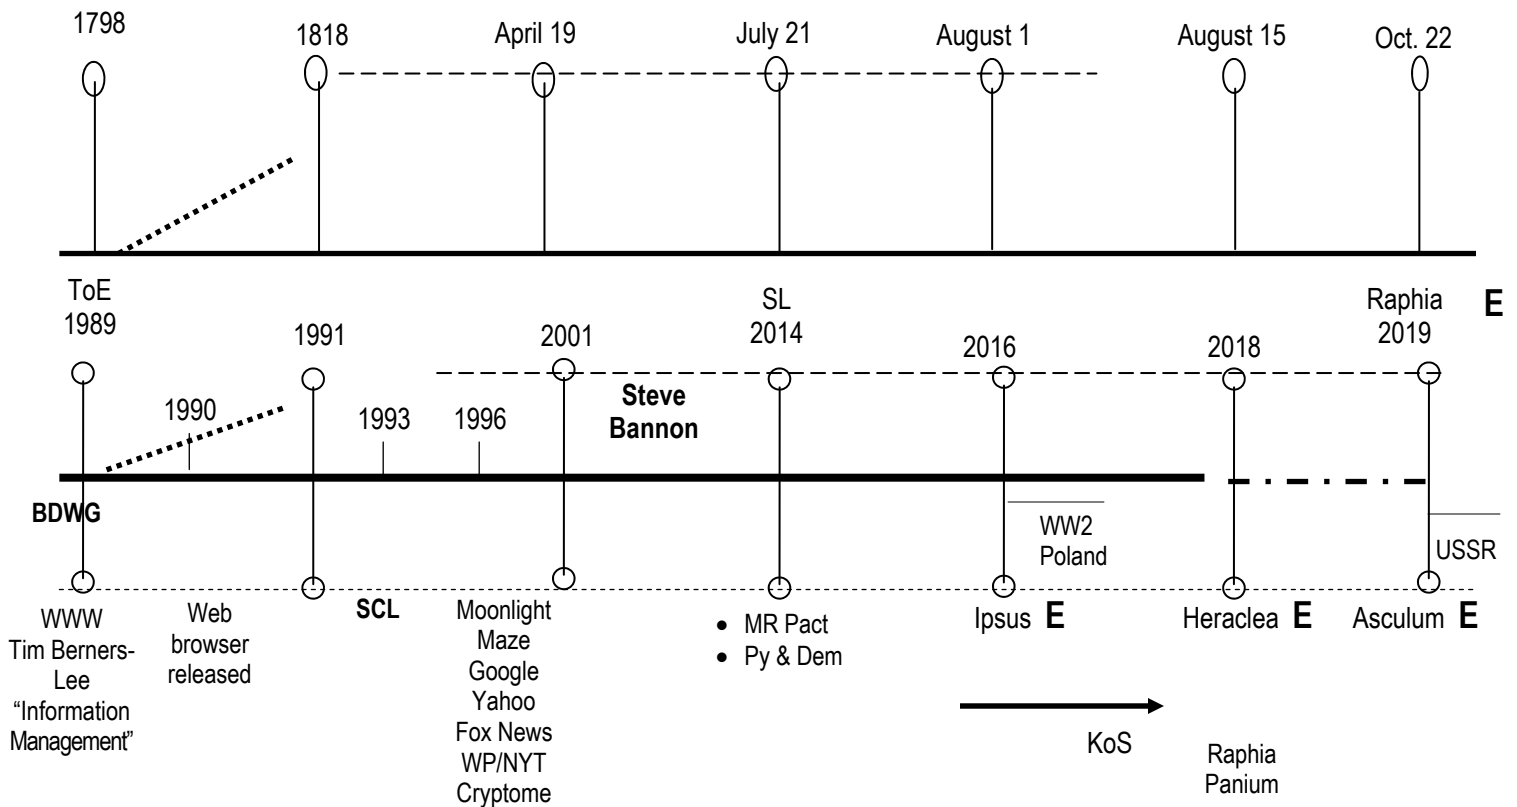 1798
1818
April 19
July 21
August 1
August 15
Oct. 22
ToE
1989
1991
2001
SL
2014
2016
2018
Raphia
2019
E
1990
1993
1996
Steve
Bannon
BDWG
WW2
Poland
USSR
WWW
Tim Berners-
Lee
“Information
Management”
Web
browser
released
SCL
Moonlight
Maze
Google
Yahoo
Fox News
WP/NYT
Cryptome
• MR Pact
• Py & Dem
Ipsus E
Heraclea E
Asculum E
KoS
Raphia
Panium